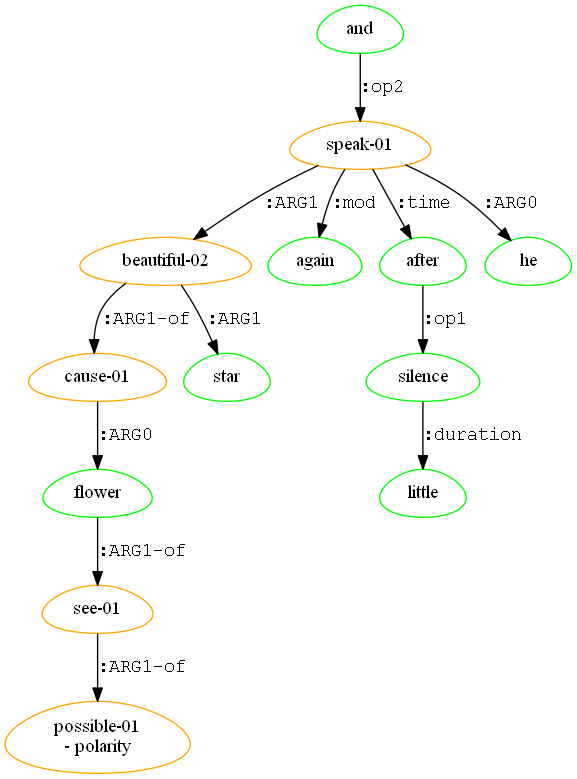 and
:op2
speak-01
:ARG1 :mod :time :ARG0
beautiful-02 again after he
:ARG1-of :ARG1 :op1
cause-01 star silence
:ARG0 :duration
flower little
:ARG1-of
see-01
:ARG1-of
possible-01
- polarity